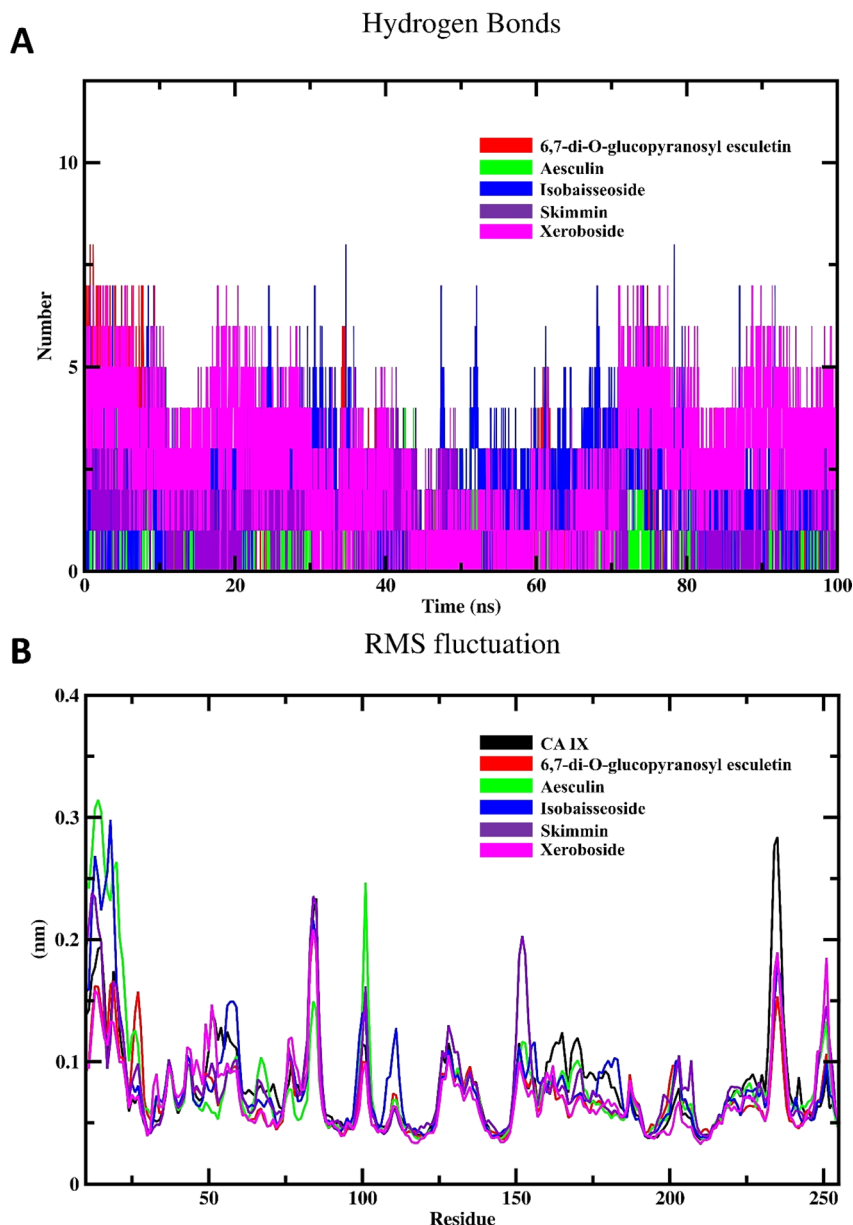 Hydrogen Bonds
A
10
5
0
Number
6,7-di-O-glucopyranosyl esculetin
Aesculin
Isobaisseoside
Skimmin
Xeroboside
0 20 40 60 80 100
Time (ns)
B
RMS fluctuation
0.4
0.3
0.2
0.1
0
(nm)
CA IX
6,7-di-O-glucopyranosyl esculetin
Aesculin
Isobaisseoside
Skimmin
Xeroboside
50 100 150 200 250
Residue